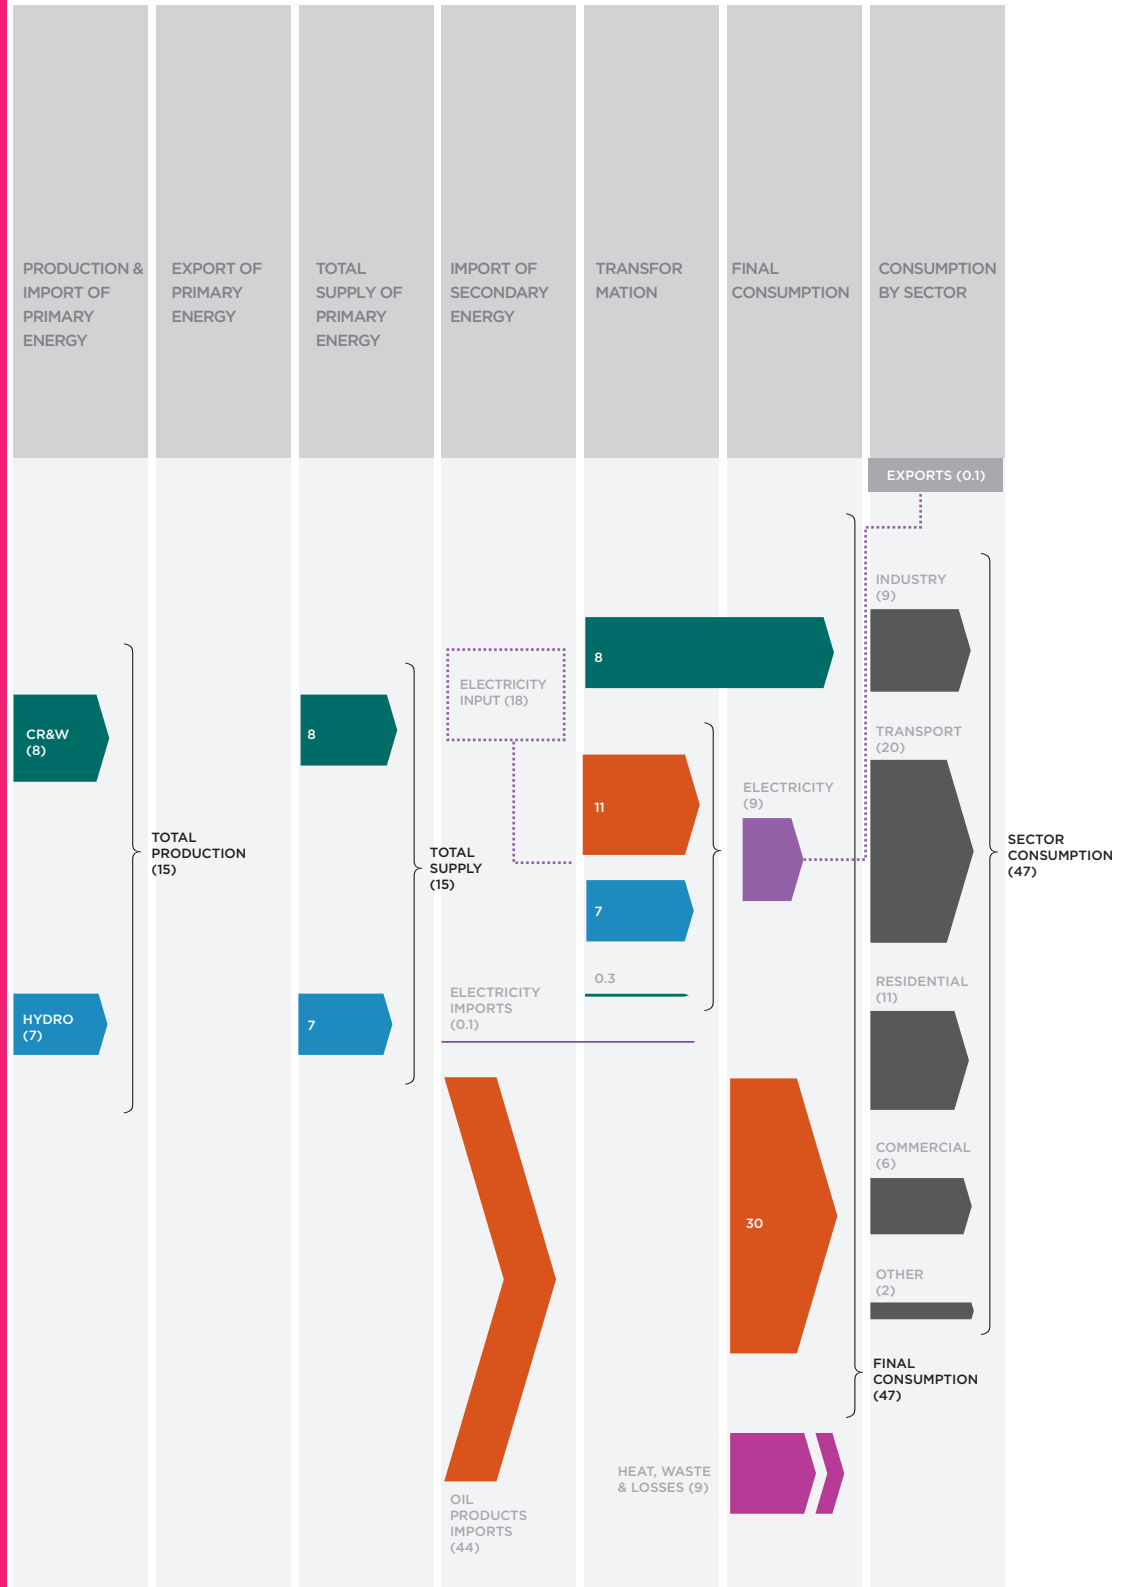 PRODUCTION &
IMPORT OF
PRIMARY
ENERGY
EXPORT OF
PRIMARY
ENERGY
TOTAL
SUPPLY OF
PRIMARY
ENERGY
IMPORT OF
SECONDARY
ENERGY
TRANSFOR
MATION
FINAL
CONSUMPTION
CONSUMPTION
BY SECTOR
EXPORTS (0.1)
CR&W
(8)
HYDRO
(7)
TOTAL
PRODUCTION
(15)
8
7
TOTAL
SUPPLY
(15)
ELECTRICITY
INPUT (18)
ELECTRICITY
IMPORTS
(0.1)
OIL
PRODUCTS
IMPORTS
(44)
8
11
7
0.3
ELECTRICITY
(9)
30
HEAT, WASTE
& LOSSES (9)
FINAL
CONSUMPTION
(47)
INDUSTRY
(9)
TRANSPORT
(20)
RESIDENTIAL
(11)
COMMERCIAL
(6)
OTHER
(2)
SECTOR
CONSUMPTION
(47)